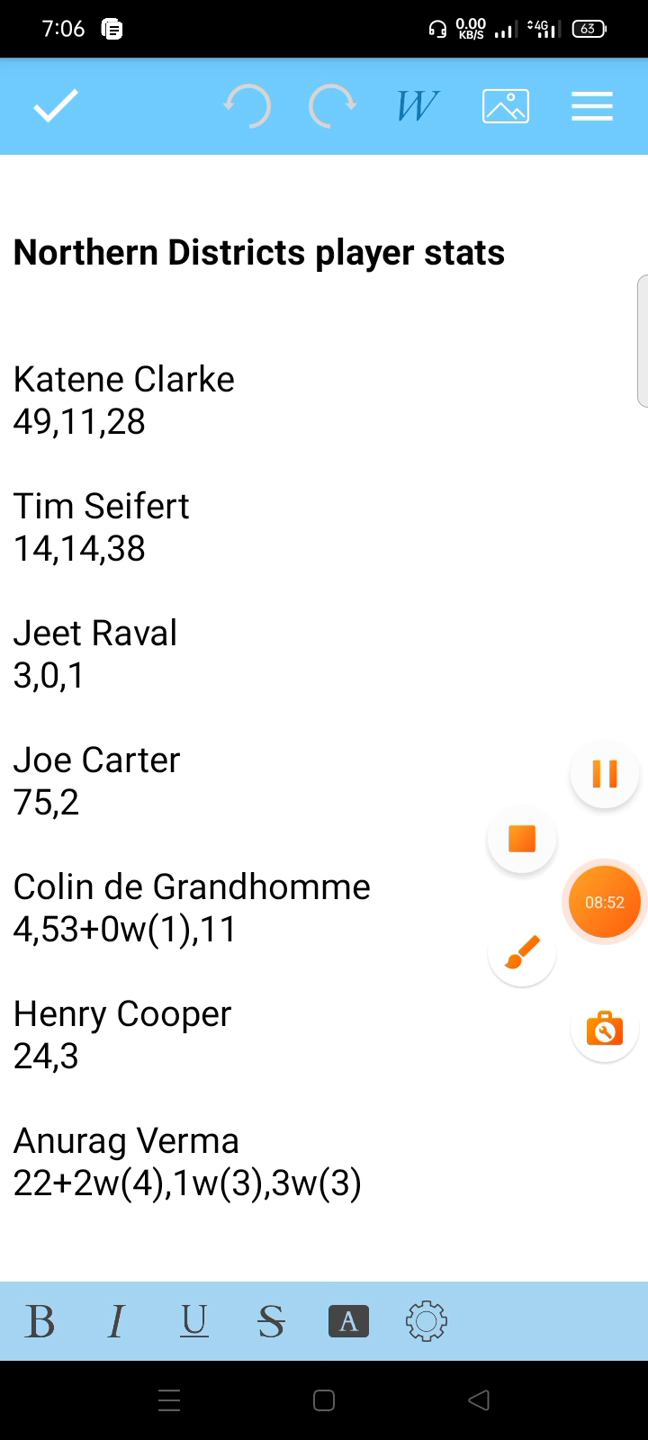 7:06
0.00
KB/S
4G
63
W
Northern Districts player stats
Katene Clarke
49,11,28
Tim Seifert
14,14,38
Jeet Raval
3,0,1
Joe Carter
75,2
Colin de Grandhomme
4,53+0w(1),11
08:52
Henry Cooper
24,3
Anurag Verma
22+2w(4),1w(3),3w(3)
B I U S A